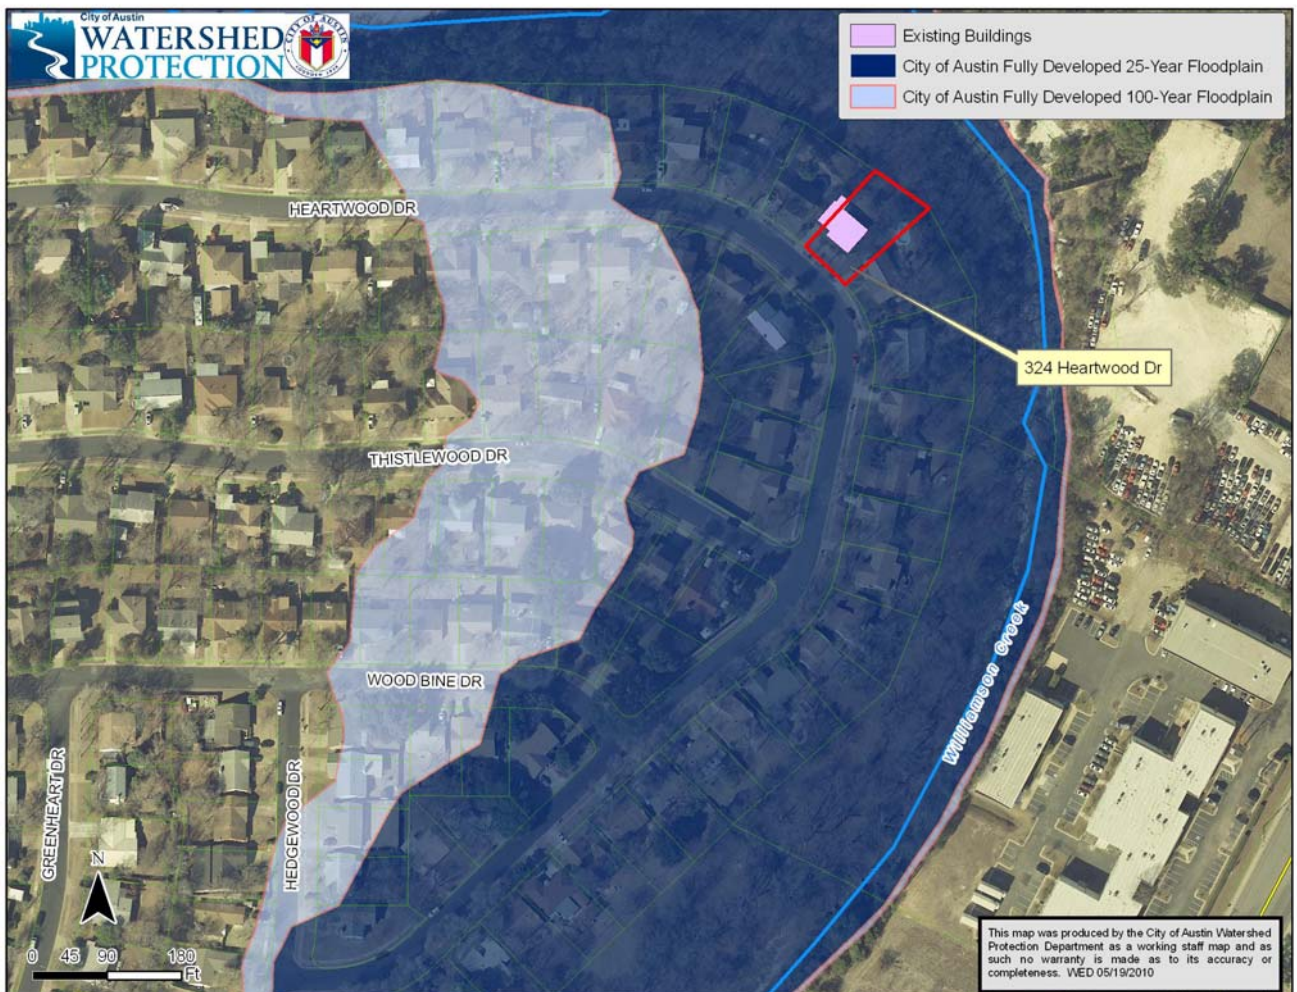 City of Austin
WATERSHED
PROTECTION
CITY OF AUSTIN
Existing Buildings
City of Austin Fully Developed 25-Year Floodplain
City of Austin Fully Developed 100-Year Floodplain
HEARTWOOD DR
324 Heartwood Dr
THISTLEWOOD DR
WOOD BINE DR
Williamson Creek
GREENHEART DR
HEDGEWOOD DR
N
0 45 90 180
Ft
This map was produced by the City of Austin Watershed
Protection Department as a working staff map and as
such no warranty is made as to its accuracy or
completeness. WED 05/19/2010